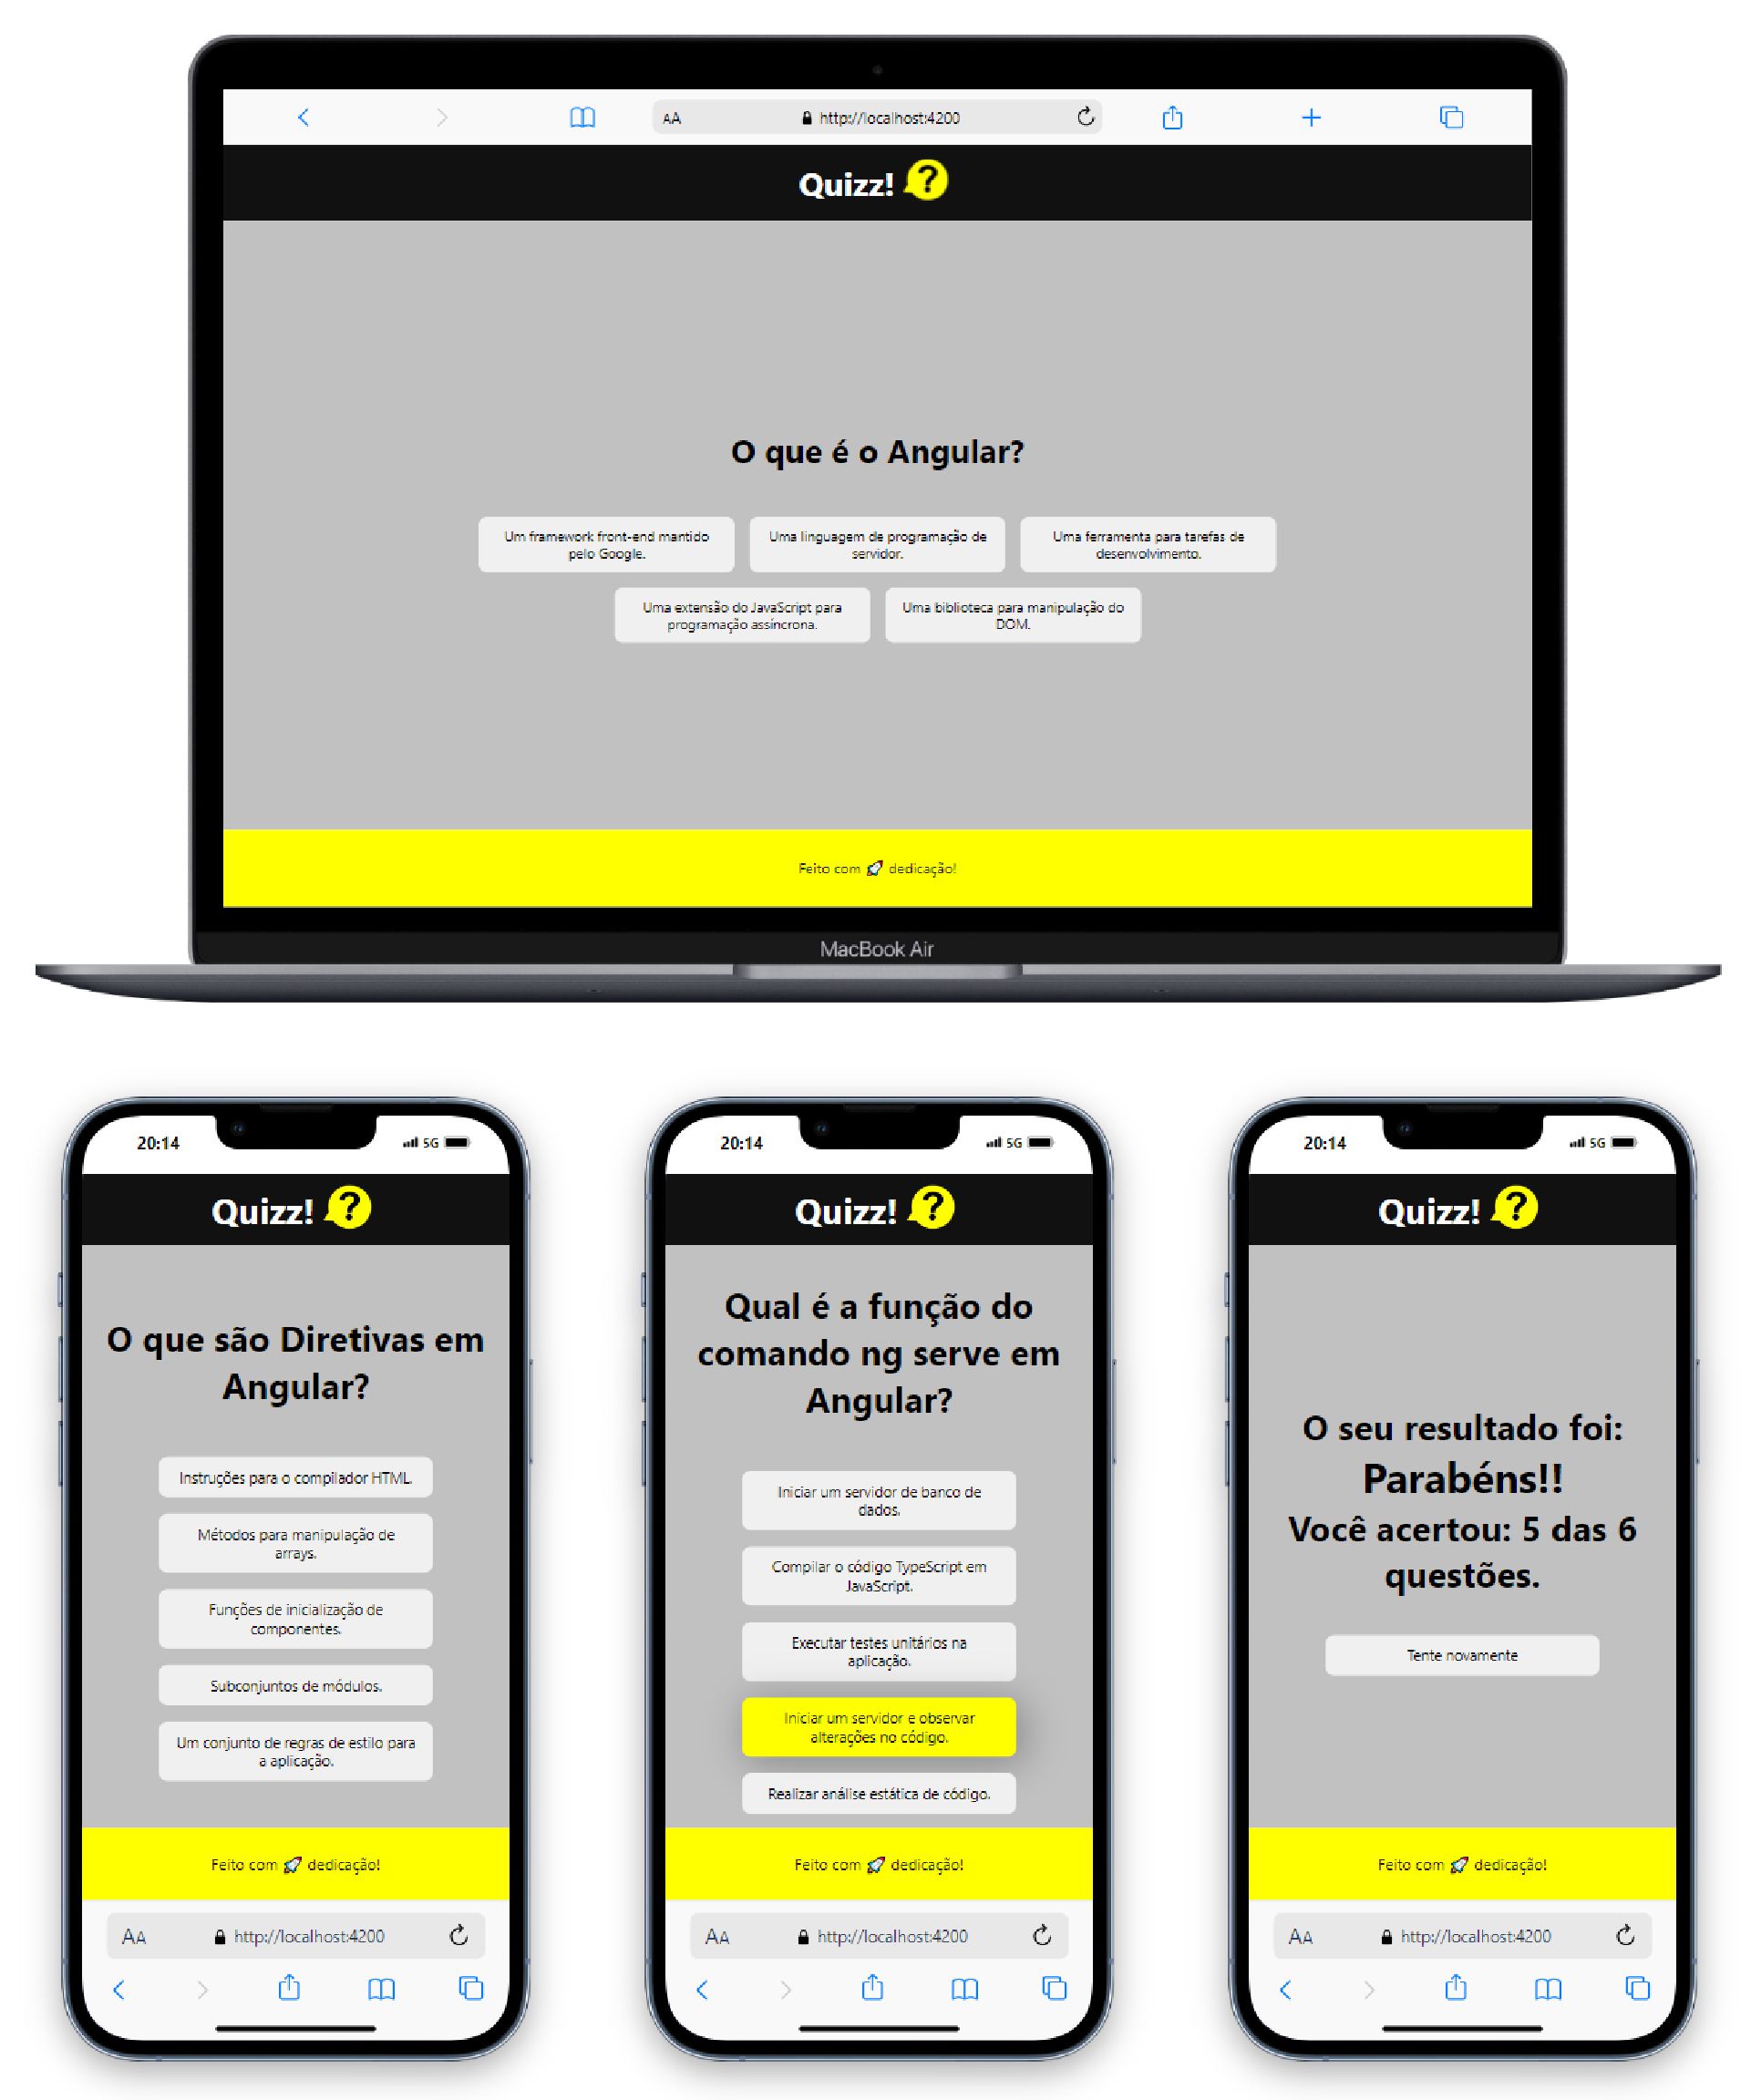 AA http://localhost:4200
Quizz! ?
O que é o Angular?
Um framework front-end mantido
pelo Google.
Uma linguagem de programação de
servidor.
Uma ferramenta para tarefas de
desenvolvimento.
Uma extensão do JavaScript para
programação assíncrona.
Uma biblioteca para manipulação do
DOM.
Feito com 🚀 dedicação!
MacBook Air
20:14 5G
Quizz! ?
O que são Diretivas em
Angular?
Instruções para o compilador HTML.
Métodos para manipulação de
arrays.
Funções de inicialização de
componentes.
Subconjuntos de módulos.
Um conjunto de regras de estilo para
a aplicação.
Feito com 🚀 dedicação!
AA http://localhost:4200
20:14 5G
Quizz! ?
Qual é a função do
comando ng serve em
Angular?
Iniciar um servidor de banco de
dados.
Compilar o código TypeScript em
JavaScript.
Executar testes unitários na
aplicação.
Iniciar um servidor e observar
alterações no código.
Realizar análise estática de código.
Feito com 🚀 dedicação!
AA http://localhost:4200
20:14 5G
Quizz! ?
O seu resultado foi:
Parabéns!!
Você acertou: 5 das 6
questões.
Tente novamente
Feito com 🚀 dedicação!
AA http://localhost:4200